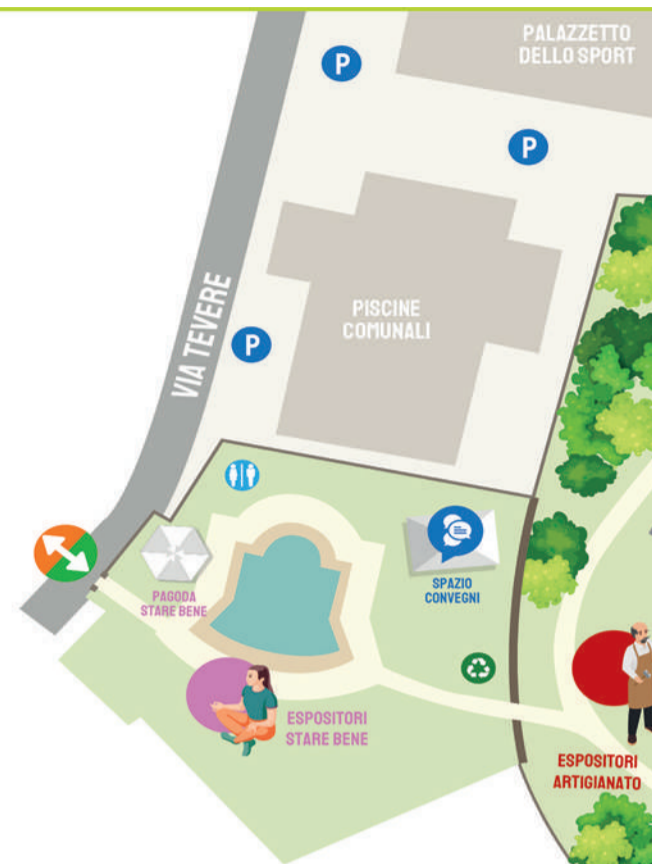 PALAZZETTO
DELLO SPORT
P
P
PISCINE
COMUNALI
P
VIA TEVERE
PAGODA
STARE BENE
SPAZIO
CONVEGNI
ESPOSITORI
STARE BENE
ESPOSITORI
ARTIGIANATO